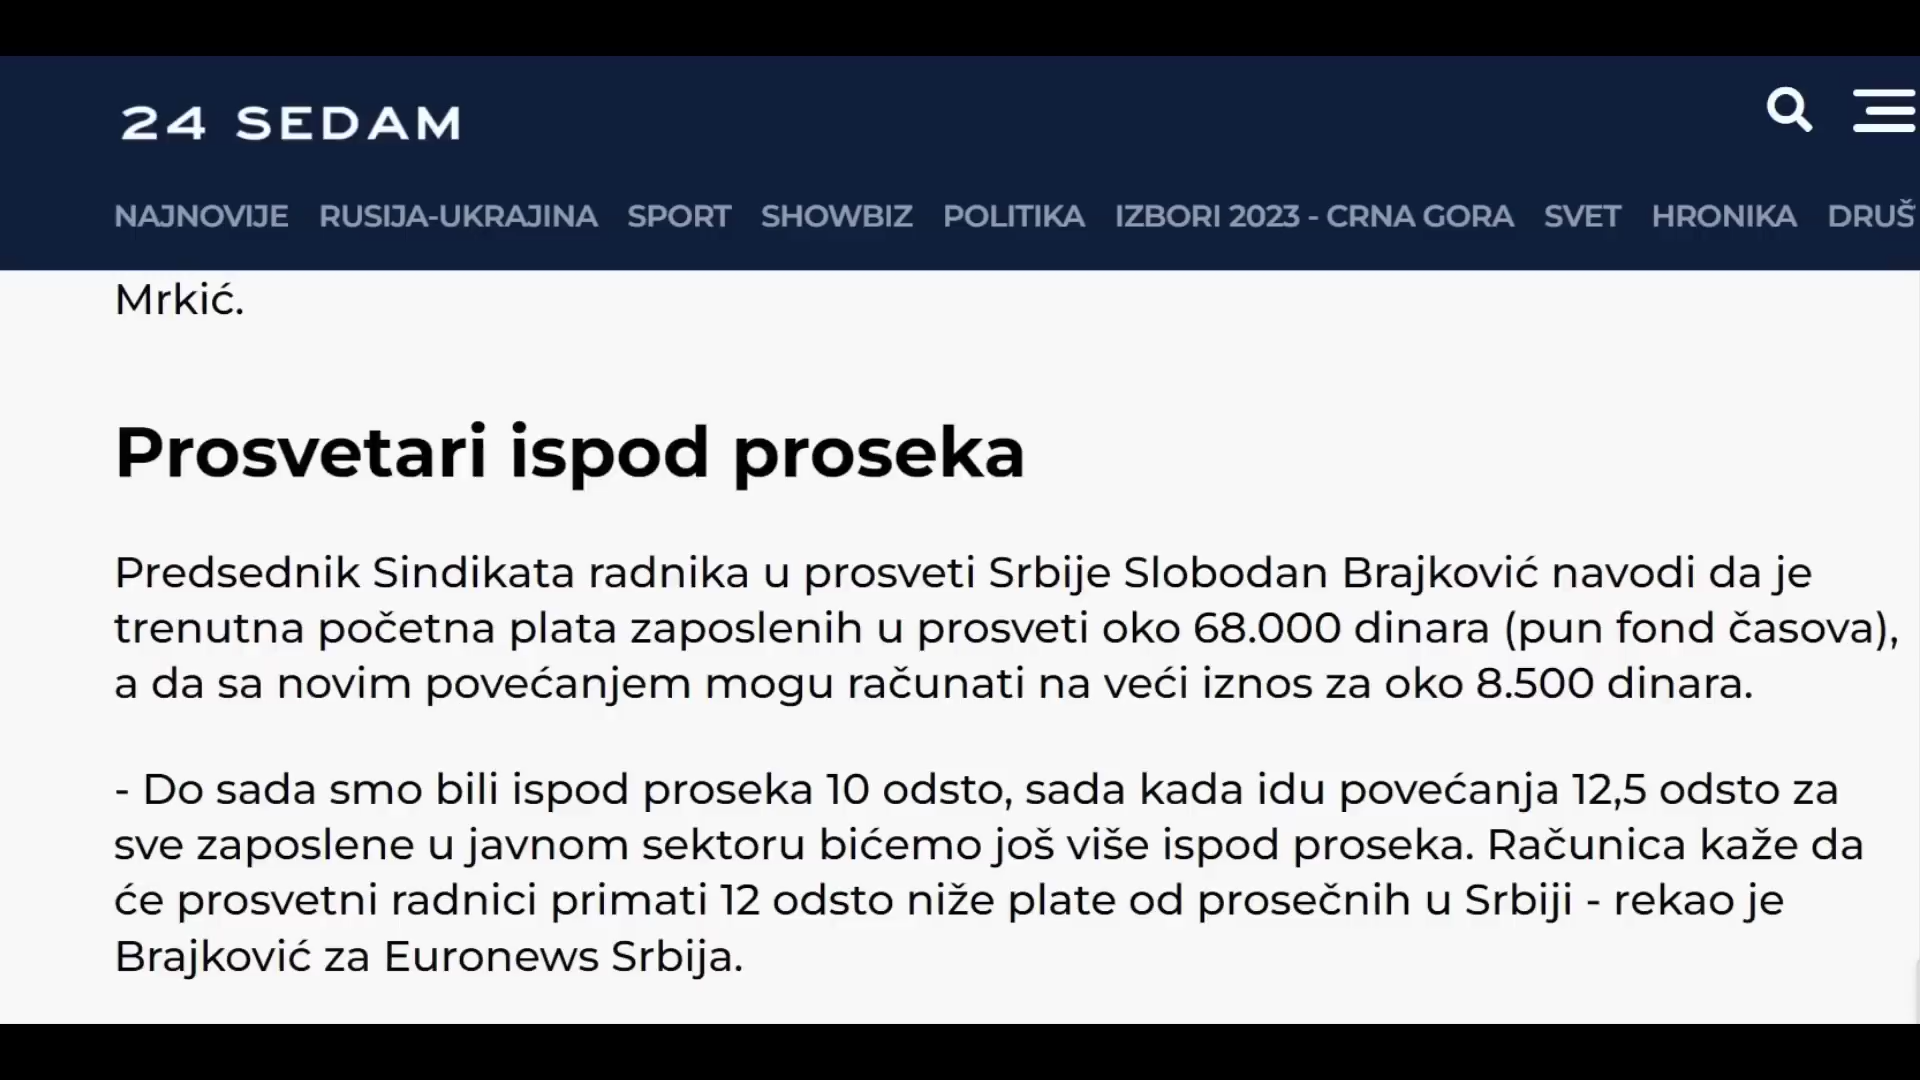 24 SEDAM
NAJNOVIJE RUSIJA-UKRAJINA SPORT SHOWBIZ POLITIKA IZBORI 2023 - CRNA GORA SVET HRONIKA DRUŠ
Mrkić.
Prosvetari ispod proseka
Predsednik Sindikata radnika u prosveti Srbije Slobodan Brajković navodi da je
trenutna početna plata zaposlenih u prosveti oko 68.000 dinara (pun fond časova),
a da sa novim povećanjem mogu računati na veći iznos za oko 8.500 dinara.
- Do sada smo bili ispod proseka 10 odsto, sada kada idu povećanja 12,5 odsto za
sve zaposlene u javnom sektoru bićemo još više ispod proseka. Računica kaže da
će prosvetni radnici primati 12 odsto niže plate od prosečnih u Srbiji - rekao je
Brajković za Euronews Srbija.